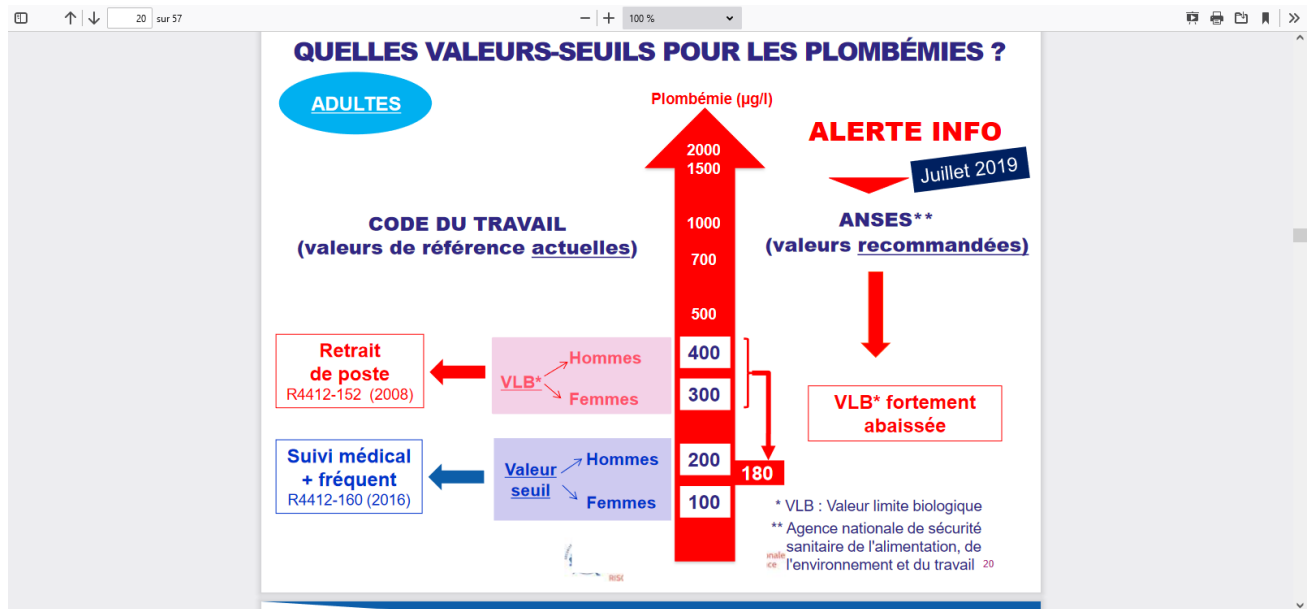 20 sur 57
100 %
QUELLES VALEURS-SEUILS POUR LES PLOMBÉMIES ?
ADULTES
Plombémie (µg/l)
ALERTE INFO
Juillet 2019
2000
1500
1000
700
500
400
300
200
100
180
CODE DU TRAVAIL
(valeurs de référence actuelles)
ANSES**
(valeurs recommandées)
Retrait
de poste
R4412-152 (2008)
VLB*
Hommes
Femmes
VLB* fortement
abaissée
Suivi médical
+ fréquent
R4412-160 (2016)
Valeur
seuil
Hommes
Femmes
* VLB : Valeur limite biologique
** Agence nationale de sécurité
sanitaire de l'alimentation, de
l'environnement et du travail
20